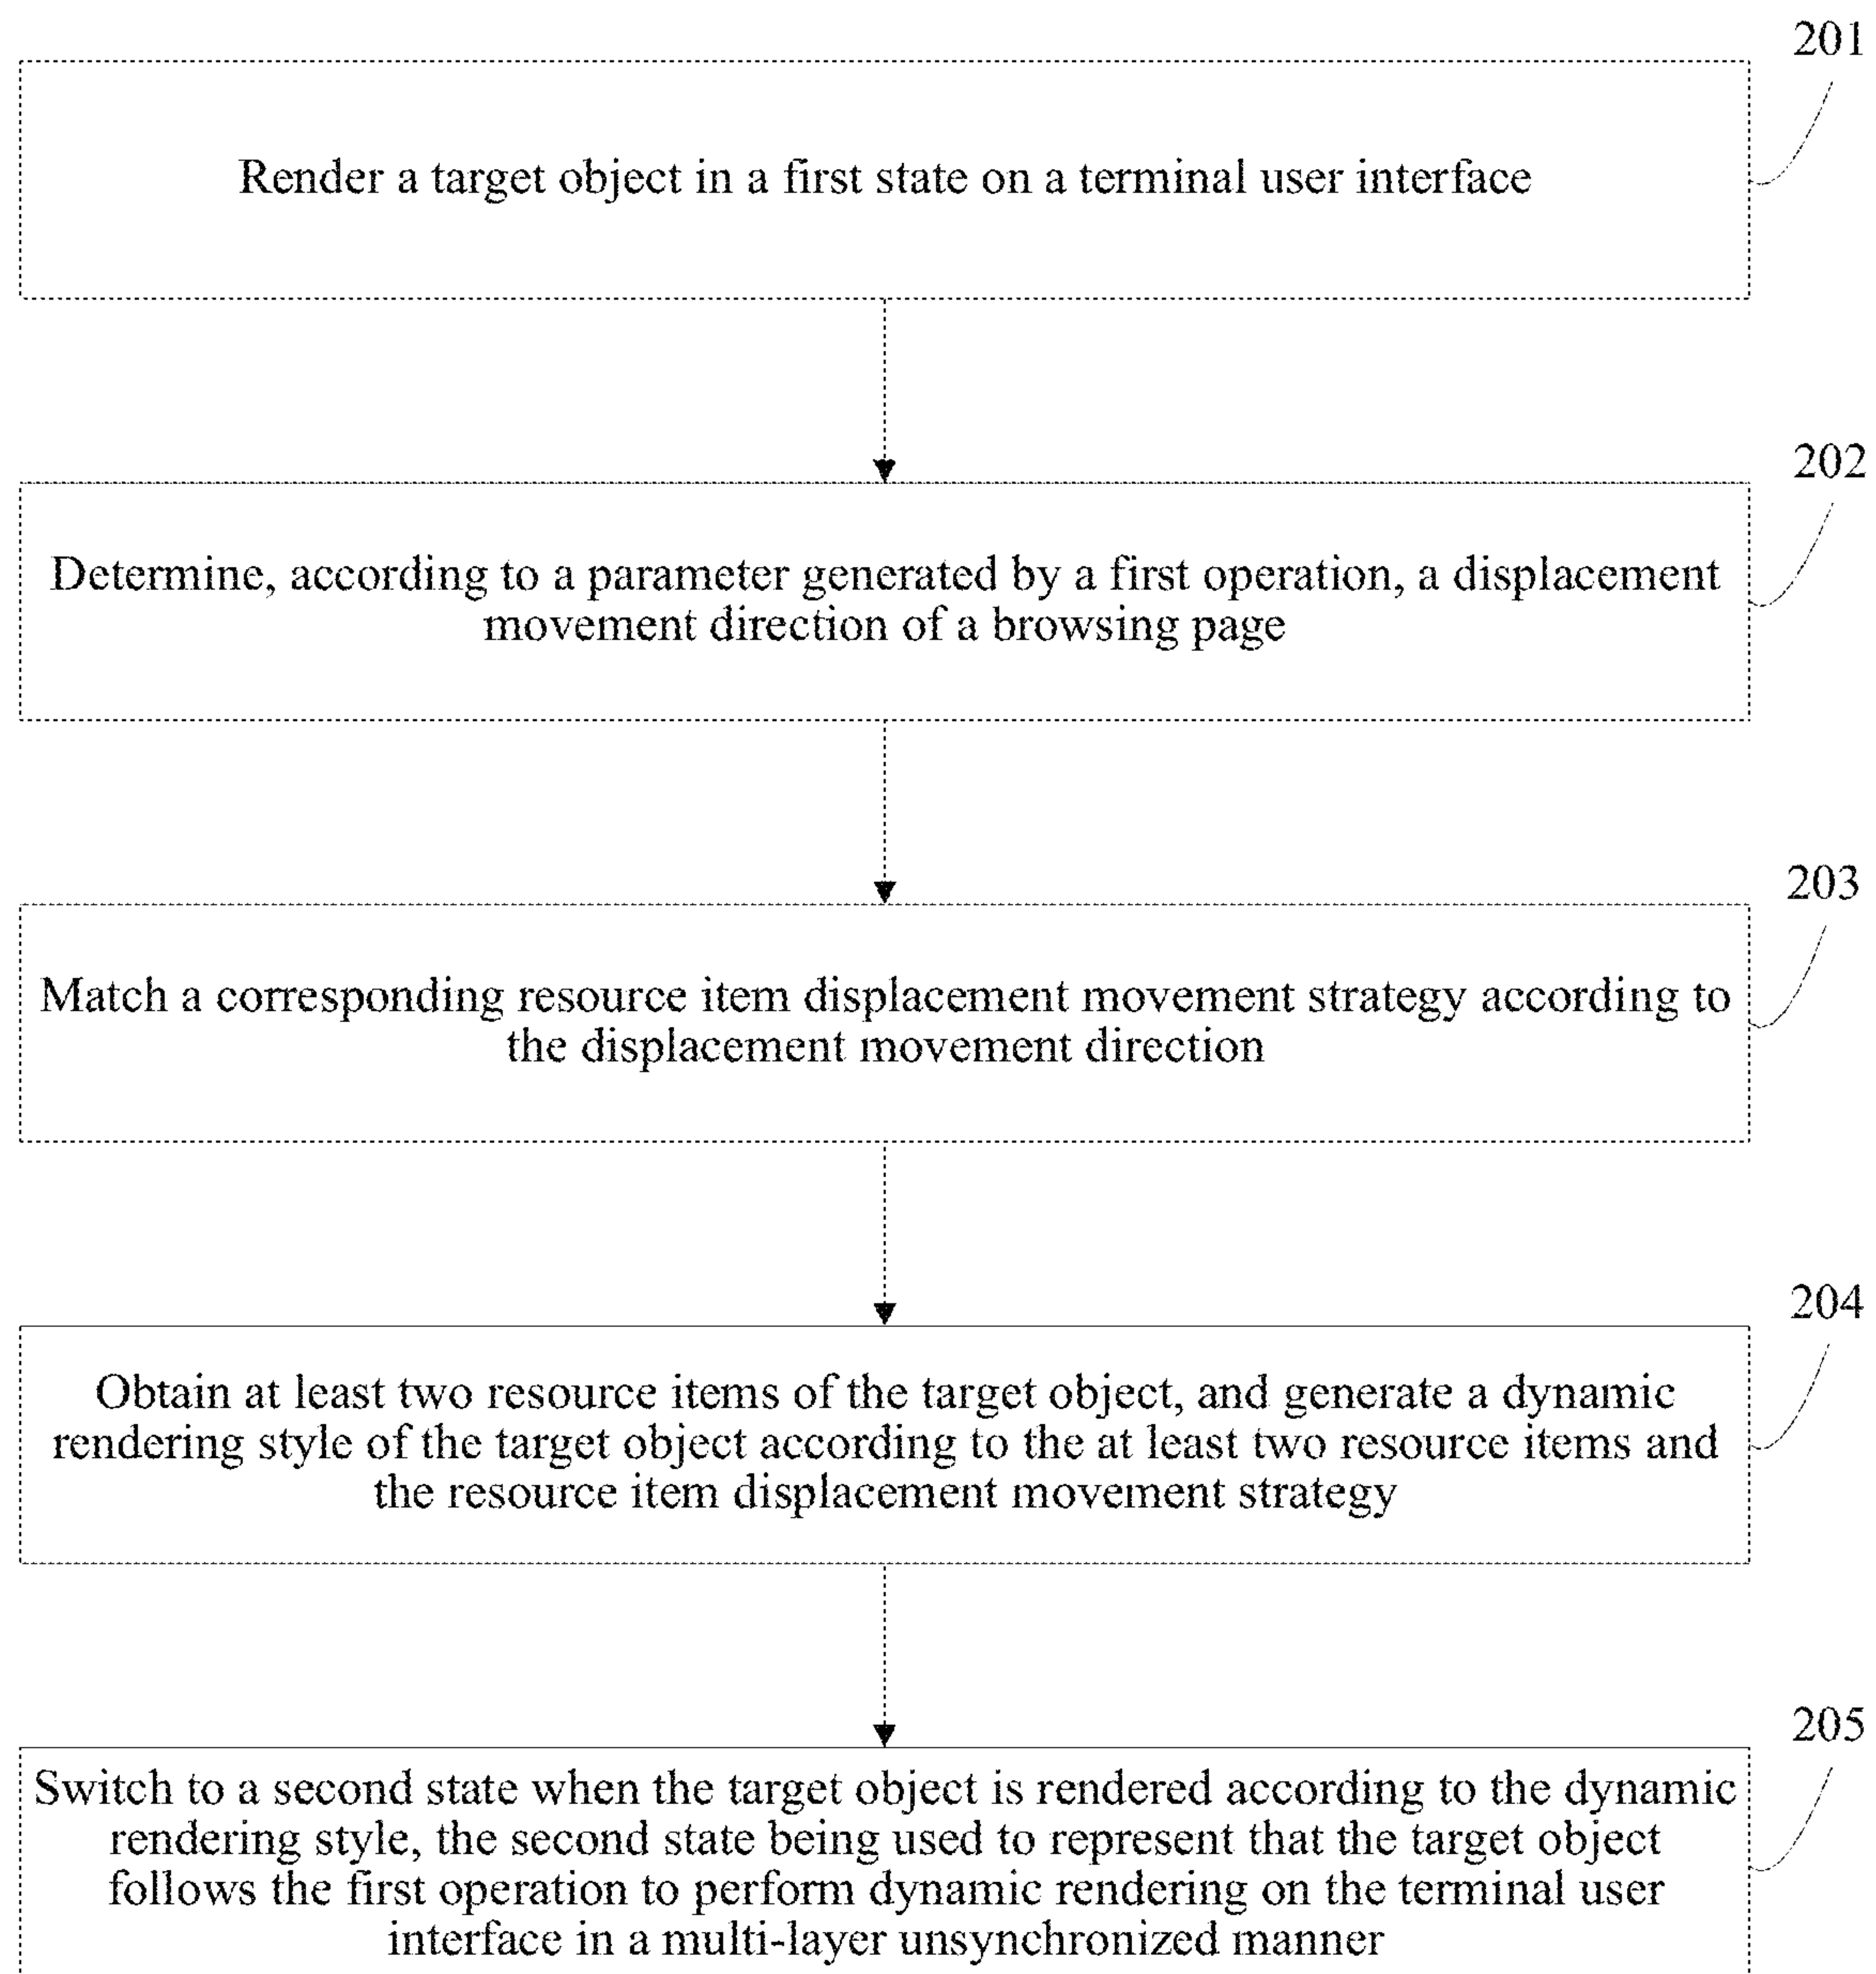 201
Render a target object in a first state on a terminal user interface
202
Determine, according to a parameter generated by a first operation, a displacement
movement direction of a browsing page
203
Match a corresponding resource item displacement movement strategy according to
the displacement movement direction
204
Obtain at least two resource items of the target object, and generate a dynamic
rendering style of the target object according to the at least two resource items and
the resource item displacement movement strategy
205
Switch to a second state when the target object is rendered according to the dynamic
rendering style, the second state being used to represent that the target object
follows the first operation to perform dynamic rendering on the terminal user
interface in a multi-layer unsynchronized manner